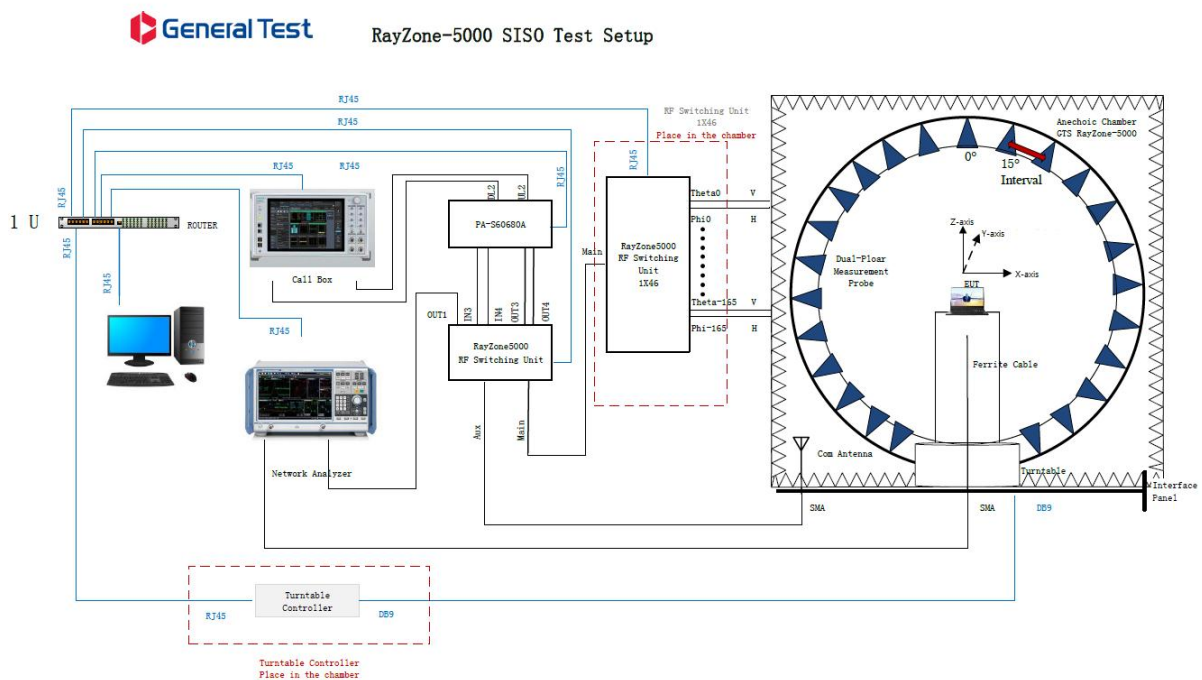 General Test
RayZone-5000 SISO Test Setup
RJ45
RJ45
RJ45
RJ45
RJ45
RJ45
RJ45
RJ45
RJ45
RJ45
1 U
ROUTER
Call Box
Network Analyzer
DL2
UL2
PA-S60680A
OUT1
IN3
IN4
OUT3
OUT4
RayZone5000
RF Switching Unit
Aux
Main
Main
RF Switching Unit
1X46
Place in the chamber
RayZone5000
RF Switching
Unit
1X46
Theta0 V
Phi0 H
Theta-165 V
Phi-165 H
Anechoic Chamber
GTS RayZone-5000
0°
15°
Interval
Z-axis
Y-axis
X-axis
Dual-Ploar
Measurement
Probe
EUT
Ferrite Cable
Com Antenna
Turntable
Interface
Panel
SMA
SMA
DB9
Turntable
Controller
RJ45
DB9
Turntable Controller
Place in the chamber